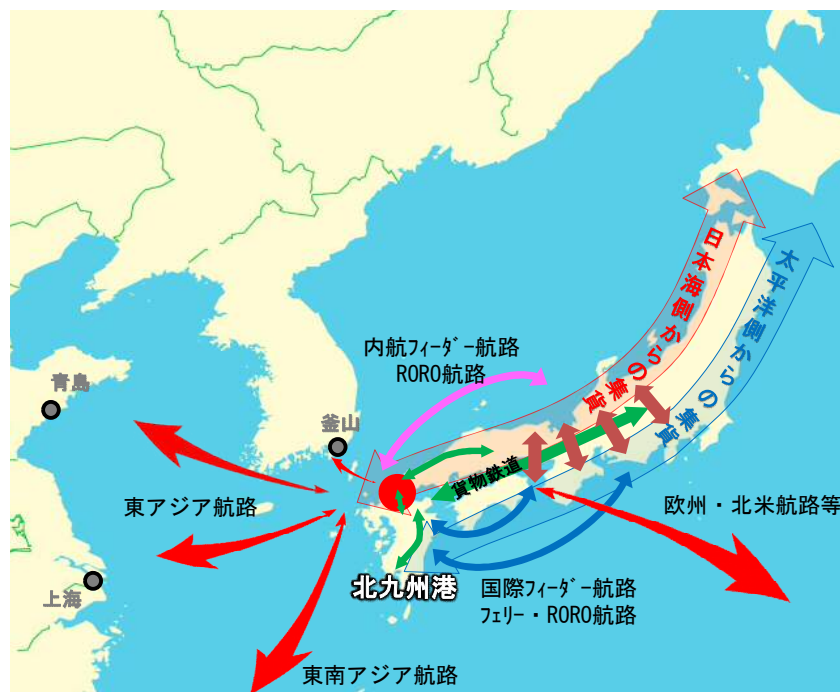 日本海側からの集貨
太平洋側からの集貨
内航フィーダー航路
RORO航路
青島
釜山
貨物鉄道
東アジア航路
欧州・北米航路等
上海
北九州港
国際フィーダー航路
フェリー・RORO航路
東南アジア航路